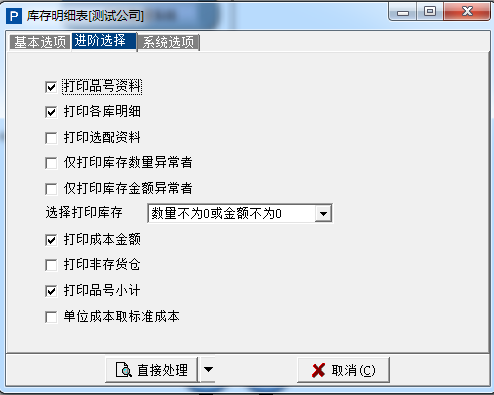 库存明细表[测试公司]
基本选项 进阶选择 系统选项
打印品号资料
打印各库明细
打印选配资料
仅打印库存数量异常者
仅打印库存金额异常者
选择打印库存 数量不为0或金额不为0
打印成本金额
打印非存货仓
打印品号小计
单位成本取标准成本
直接处理 取消(C)